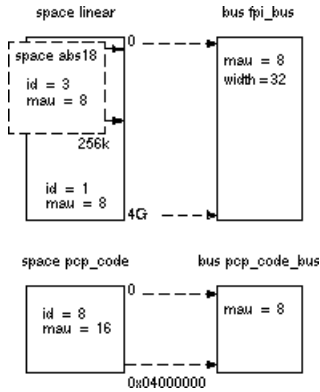 space linear
bus fpi_bus
0
space abs18
id = 3
mau = 8
mau = 8
width = 32
256k
id = 1
mau = 8
4G
space pcp_code
bus pcp_code_bus
0
id = 8
mau = 16
mau = 8
0x04000000